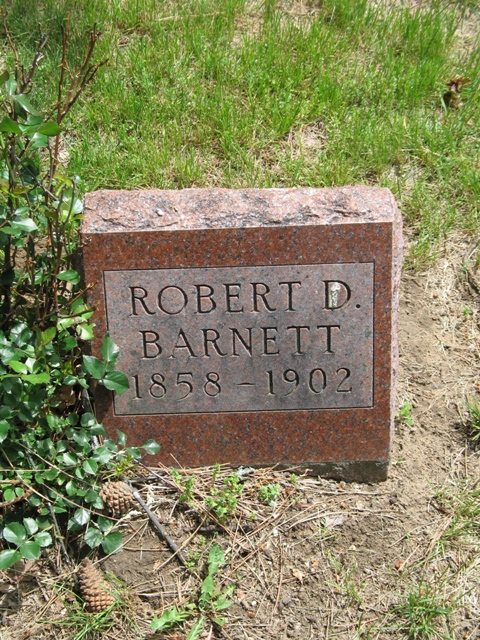 ROBERT D.
BARNETT
1858 – 1902